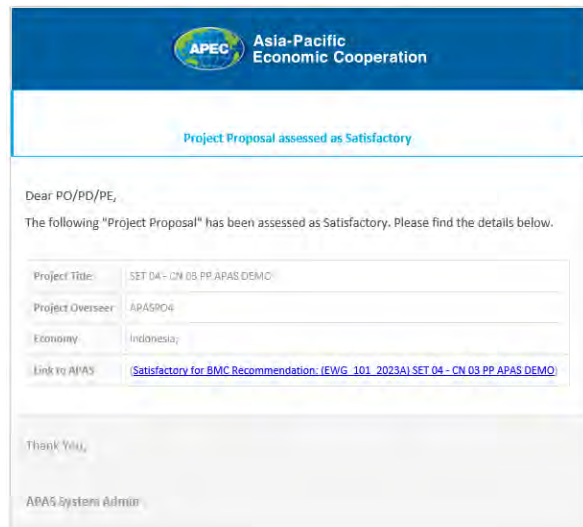 APEC
Asia-Pacific
Economic Cooperation
Project Proposal assessed as Satisfactory
Dear PO/PD/PE,
The following "Project Proposal" has been assessed as Satisfactory. Please find the details below.
Project Title SET 04 - CN 03 PP APAS DEMO
Project Overseer APASPO4
Economy Indonesia;
Link to APAS (Satisfactory for BMC Recommendation: (EWG_101_2023A) SET 04 - CN 03 PP APAS DEMO)
Thank You,
APAS System Admin